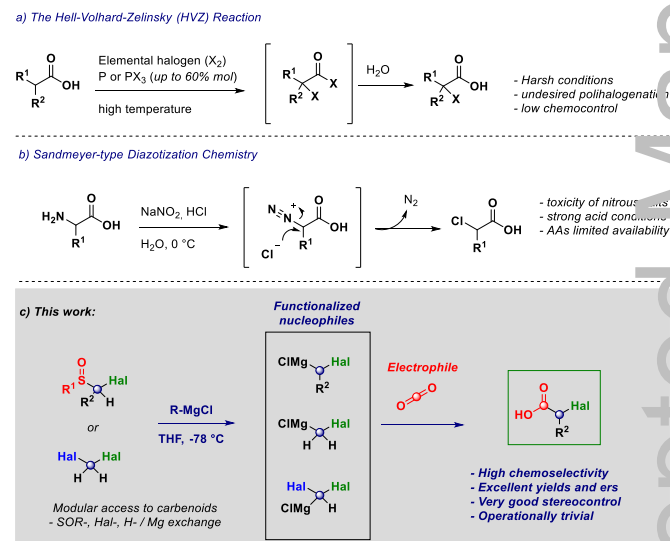 a) The Hell-Volhard-Zelinsky (HVZ) Reaction
R1
R2
O
OH
Elemental halogen (X2)
P or PX3 (up to 60% mol)
high temperature
R1
R2
X
O
X
H2O
R1
R2
X
O
OH
- Harsh conditions
- undesired polihalogenation
- low chemocontrol
b) Sandmeyer-type Diazotization Chemistry
H2N
R1
O
OH
NaNO2, HCl
H2O, 0 °C
N
N
+
O
OH
R1
Cl
−
N2
Cl
R1
O
OH
- toxicity of
- strong acid
- AAs limited availability
c) This work:
O
S
R1
Hal
R2
H
or
Hal
Hal
H
H
Modular access to carbenoids
- SOR-, Hal-, H- / Mg exchange
R-MgCl
THF, -78 °C
Functionalized
nucleophiles
ClMg
Hal
R2
ClMg
Hal
H
H
Hal
Hal
ClMg
H
Electrophile
O
O
O
HO
Hal
R2
- High chemoselectivity
- Excellent yields and ers
- Very good stereocontrol
- Operationally trivial